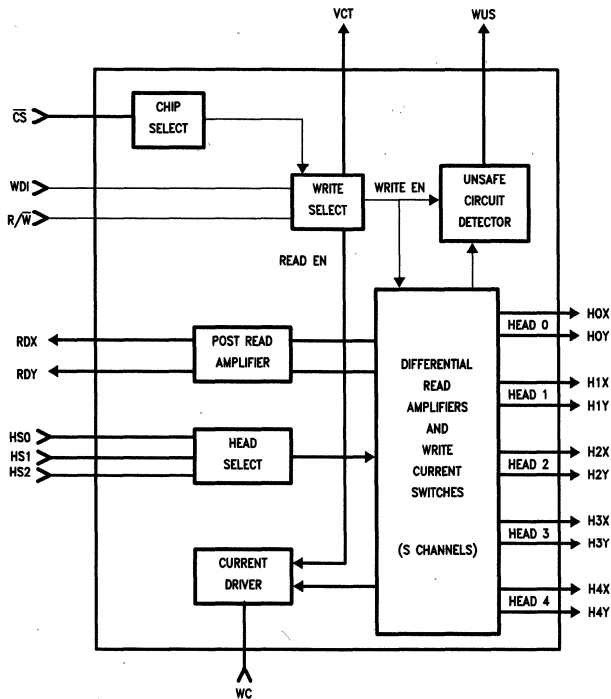 VCT
WUS
CHIP
SELECT
C̅S̅
WDI
R/W̅
WRITE
SELECT
WRITE EN
UNSAFE
CIRCUIT
DETECTOR
READ EN
RDX
RDY
POST READ
AMPLIFIER
DIFFERENTIAL
READ
AMPLIFIERS
AND
WRITE
CURRENT
SWITCHES
(S CHANNELS)
HS0
HS1
HS2
HEAD
SELECT
CURRENT
DRIVER
WC
HEAD 0
H0X
H0Y
HEAD 1
H1X
H1Y
HEAD 2
H2X
H2Y
HEAD 3
H3X
H3Y
HEAD 4
H4X
H4Y